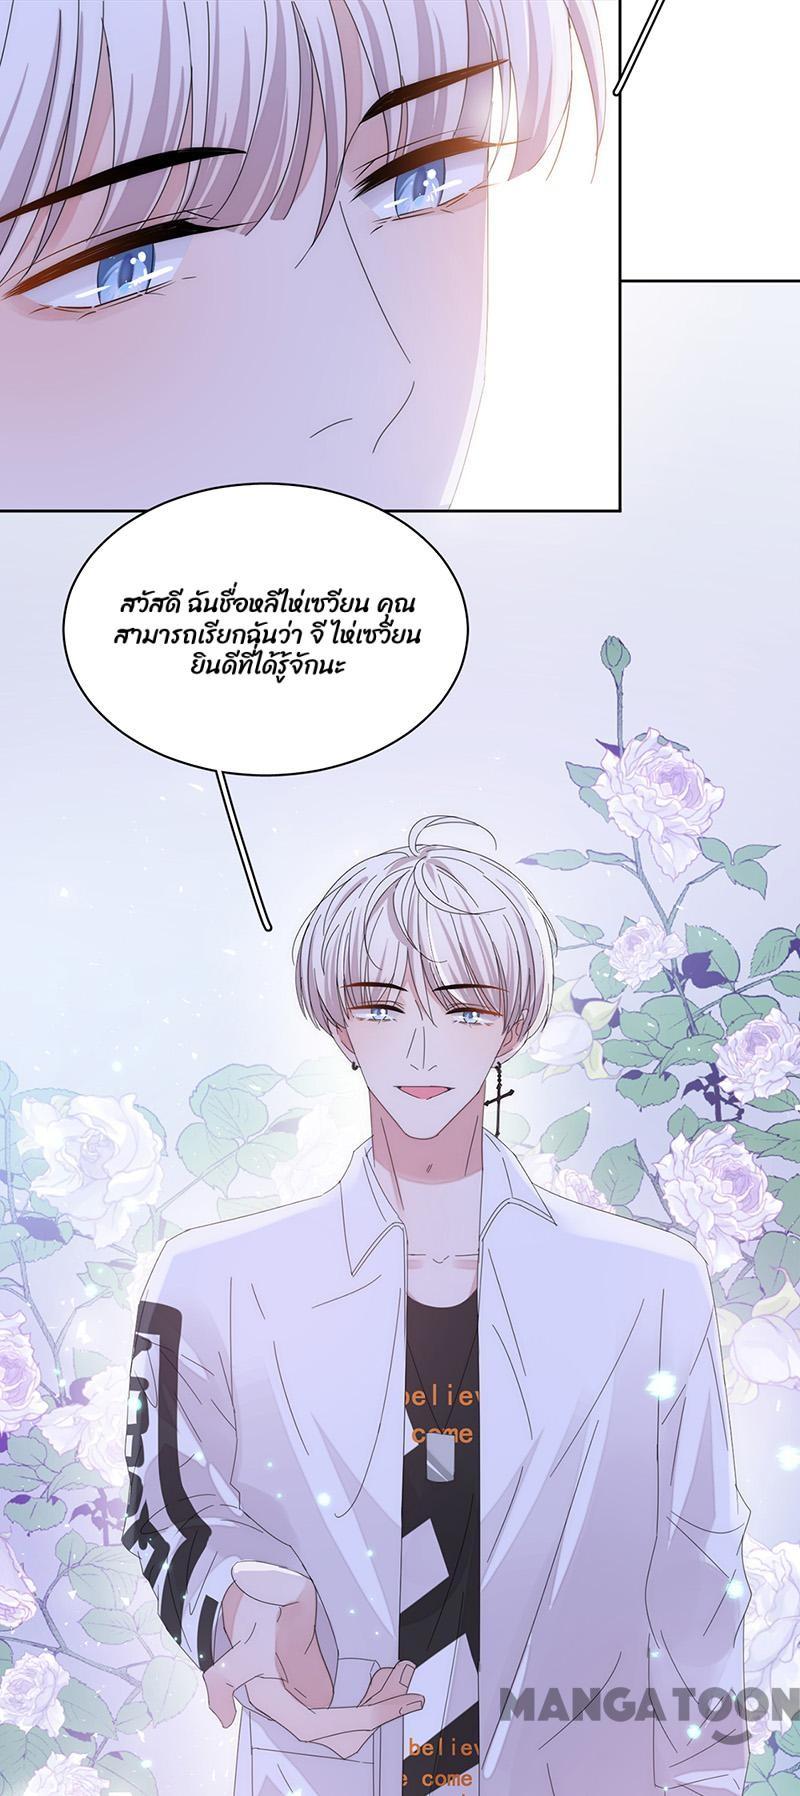 สวัสดี ฉันชื่อหลีไห่เซวียน คุณ
สามารถเรียกฉันว่า จี ไห่เซวียน
ยินดีที่ได้รู้จักนะ
believ
come
MANGATOON
believ
e come